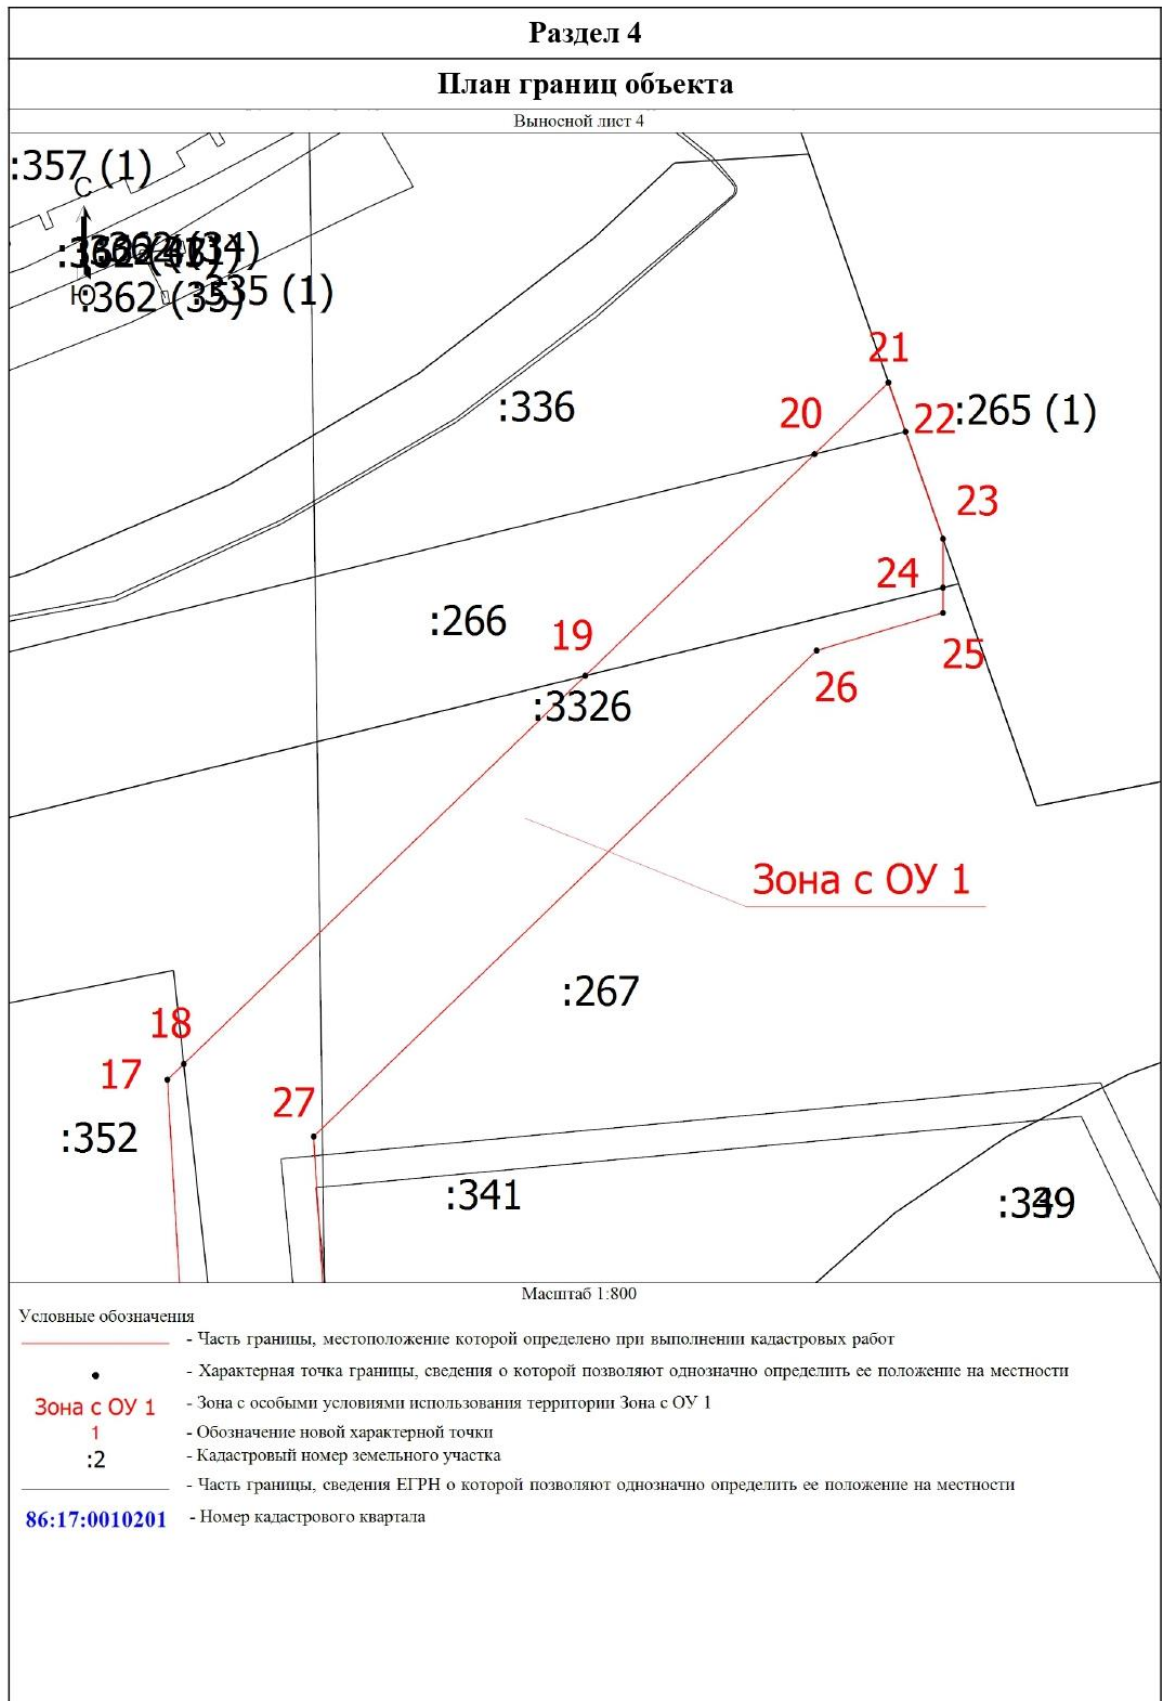 Раздел 4
План границ объекта
Выносной лист 4
:357 (1)
С
Ю
:362 (35)
:335 (1)
21
:336
20
22
:265 (1)
23
24
:266
19
25
26
:3326
Зона с ОУ 1
:267
18
17
27
:352
:341
Масштаб 1:800
Условные обозначения
- Часть границы, местоположение которой определено при выполнении кадастровых работ
- Характерная точка границы, сведения о которой позволяют однозначно определить ее положение на местности
Зона с ОУ 1 - Зона с особыми условиями использования территории Зона с ОУ 1
1 - Обозначение новой характерной точки
:2 - Кадастровый номер земельного участка
- Часть границы, сведения ЕГРН о которой позволяют однозначно определить ее положение на местности
86:17:0010201 - Номер кадастрового квартала